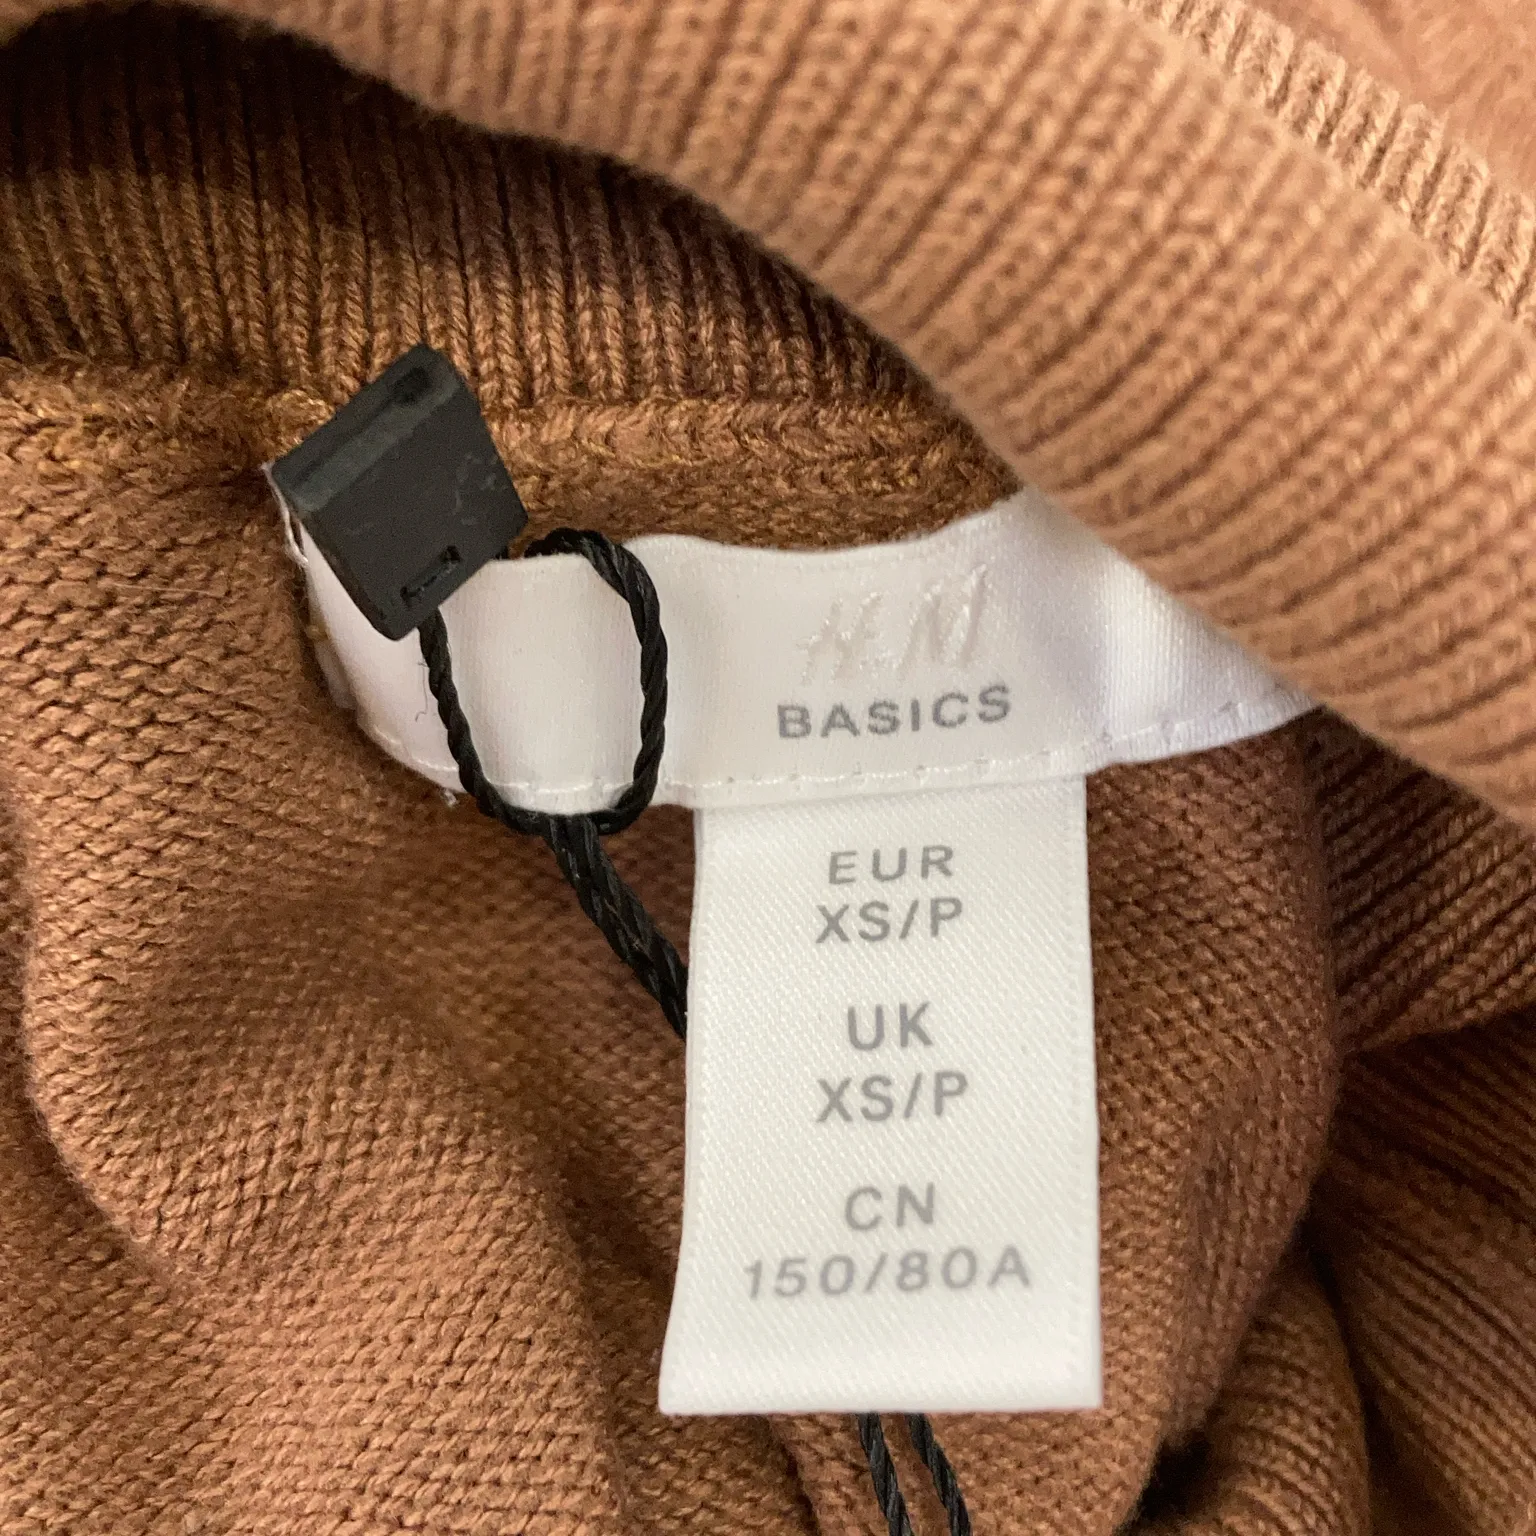 H&M
BASICS
EUR
XS/P
UK
XS/P
CN
150/80A